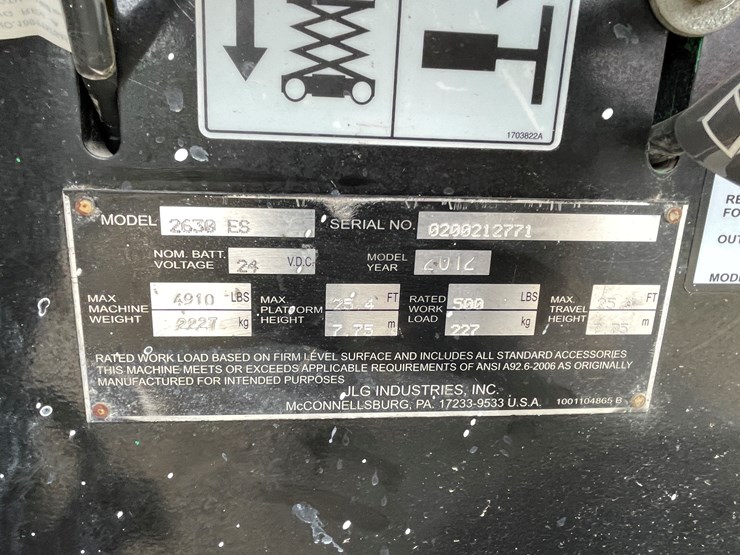 1703822A
MODEL 2630 ES SERIAL NO. 0200212771
NOM. BATT. VOLTAGE 24 V.D.C. MODEL YEAR 2012
MAX MACHINE WEIGHT 4910 LBS 2227 kg
MAX. PLATFORM HEIGHT 25.4 FT 7.75 m
RATED WORK LOAD 500 LBS 227 kg
MAX. TRAVEL HEIGHT FT m
RATED WORK LOAD BASED ON FIRM LEVEL SURFACE AND INCLUDES ALL STANDARD ACCESSORIES
THIS MACHINE MEETS OR EXCEEDS APPLICABLE REQUIREMENTS OF ANSI A92.6-2006 AS ORIGINALLY
MANUFACTURED FOR INTENDED PURPOSES
JLG INDUSTRIES, INC.
McCONNELLSBURG, PA. 17233-9533 U.S.A. 1001104865 B
RE
FO
OUT
MODE